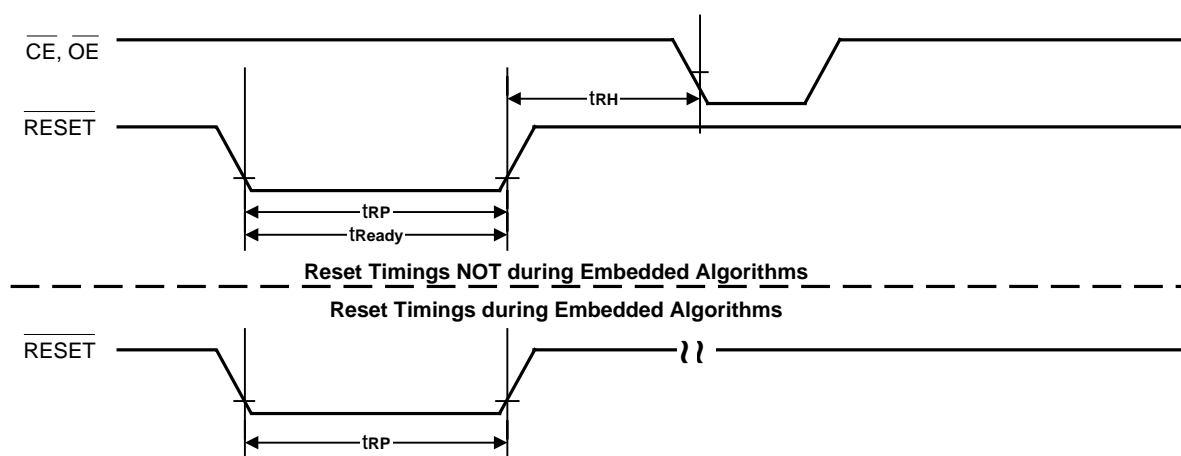 CE, OE
tRH
RESET
tRP
tReady
Reset Timings NOT during Embedded Algorithms
Reset Timings during Embedded Algorithms
RESET
tRP